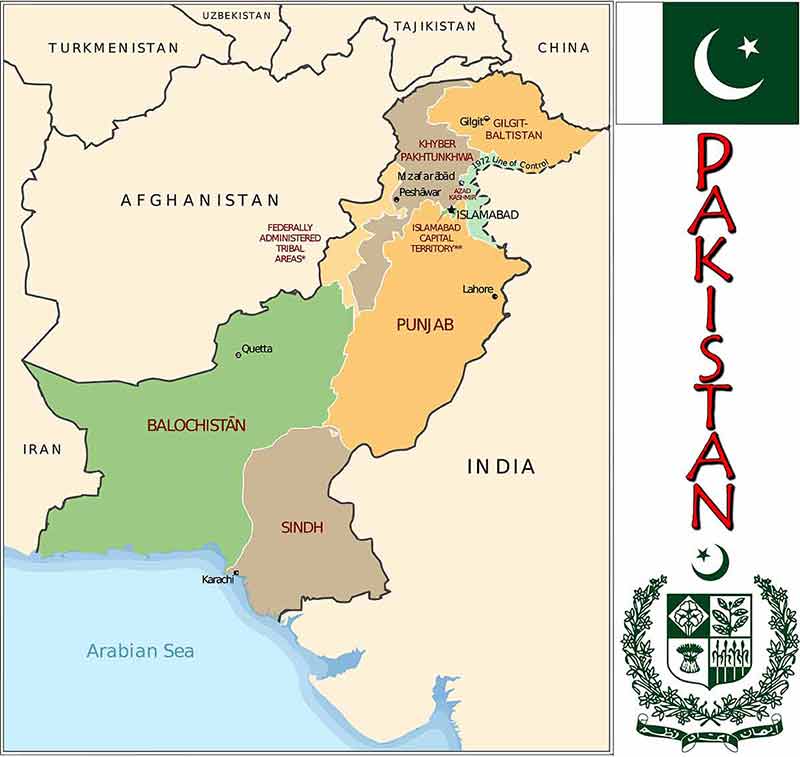 UZBEKISTAN
TURKMENISTAN
TAJIKISTAN
CHINA
Gilgit
GILGIT-
BALTISTAN
KHYBER
PAKHTUNKHWA
1972 Line of Control
Mzafarābād
Peshāwar
AZAD
KASHMIR
ISLAMABAD
AFGHANISTAN
FEDERALLY
ADMINISTERED
TRIBAL
AREAS*
ISLAMABAD
CAPITAL
TERRITORY**
Lahore
PUNJAB
Quetta
BALOCHISTĀN
IRAN
INDIA
SINDH
Karachi
Arabian Sea
PAKISTAN